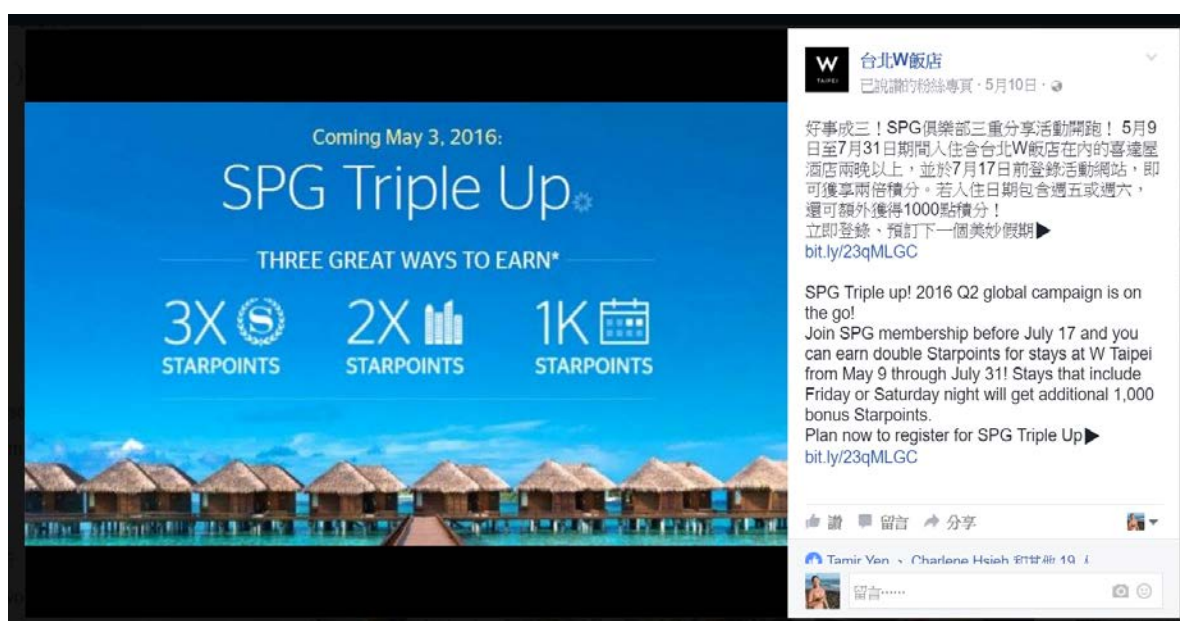 Coming May 3, 2016:
SPG Triple Up
THREE GREAT WAYS TO EARN*
3X
STARPOINTS
2X
STARPOINTS
1K
STARPOINTS
W
TAIPEI
台北W飯店
已說讚的粉絲專頁·5月10日·
好事成三！SPG俱樂部三重分享活動開跑！ 5月9
日至7月31日期間入住含台北W飯店在內的喜達屋
酒店兩晚以上，並於7月17日前登錄活動網站，即
可獲享兩倍積分。若入住日期包含週五或週六，
還可額外獲得1000點積分！
立即登錄、預訂下一個美妙假期▶
bit.ly/23qMLGC
SPG Triple up! 2016 Q2 global campaign is on
the go!
Join SPG membership before July 17 and you
can earn double Starpoints for stays at W Taipei
from May 9 through July 31! Stays that include
Friday or Saturday night will get additional 1,000
bonus Starpoints.
Plan now to register for SPG Triple Up▶
bit.ly/23qMLGC
讚 留言 分享
Tamir Yen、Charlene Hsieh 和其他 19 人
留言……